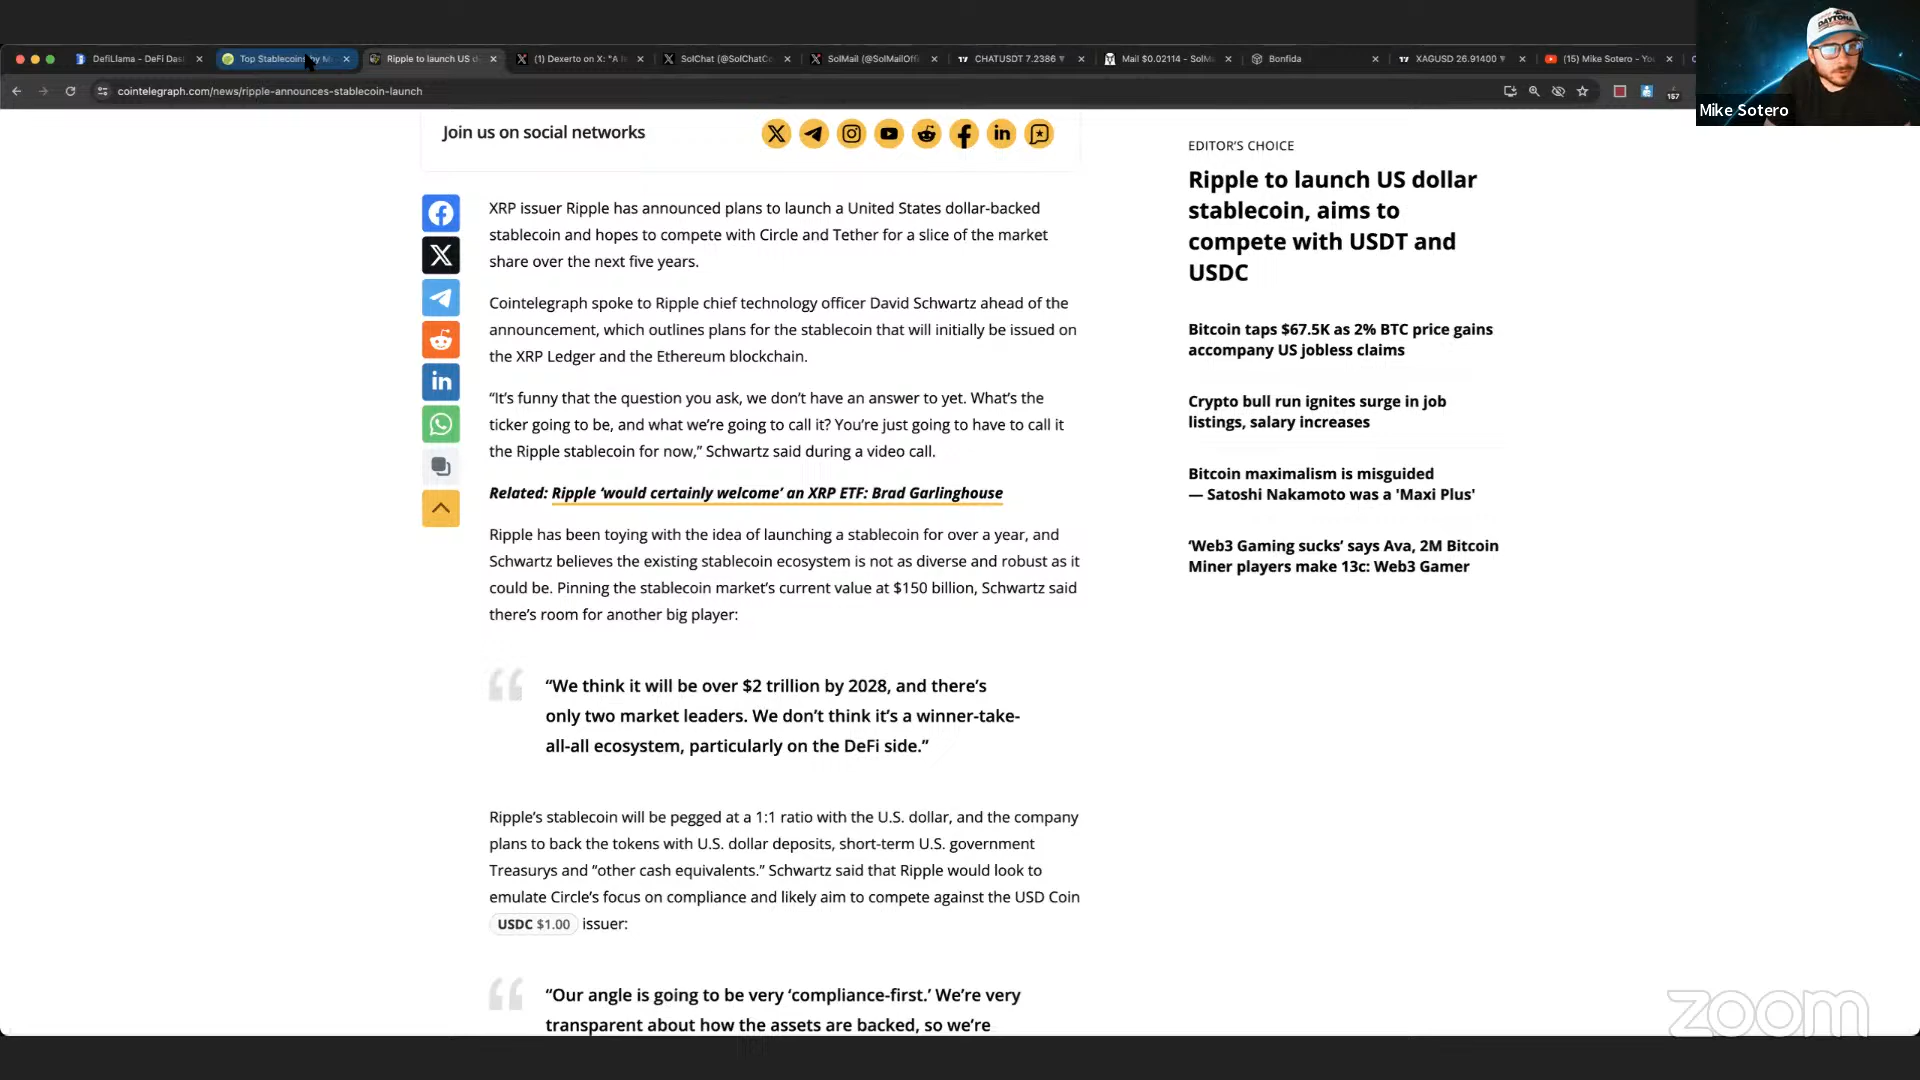 DefiLlama - DeFi Das
Top Stablecoins by M
Ripple to launch US d
(1) Dexerto on X: "A
SolChat (@SolChatCo
SolMail (@SolMailOffi
CHATUSDT 7.2386
Mail $0.02114 - SolM
Bonfida
XAGUSD 26.91400
(15) Mike Sotero - You
cointelegraph.com/news/ripple-announces-stablecoin-launch
157
DAYTONA
Mike Sotero
Join us on social networks
XRP issuer Ripple has announced plans to launch a United States dollar-backed
stablecoin and hopes to compete with Circle and Tether for a slice of the market
share over the next five years.
Cointelegraph spoke to Ripple chief technology officer David Schwartz ahead of the
announcement, which outlines plans for the stablecoin that will initially be issued on
the XRP Ledger and the Ethereum blockchain.
“It’s funny that the question you ask, we don’t have an answer to yet. What’s the
ticker going to be, and what we’re going to call it? You’re just going to have to call it
the Ripple stablecoin for now,” Schwartz said during a video call.
Related: Ripple ‘would certainly welcome’ an XRP ETF: Brad Garlinghouse
Ripple has been toying with the idea of launching a stablecoin for over a year, and
Schwartz believes the existing stablecoin ecosystem is not as diverse and robust as it
could be. Pinning the stablecoin market’s current value at $150 billion, Schwartz said
there’s room for another big player:
“We think it will be over $2 trillion by 2028, and there’s
only two market leaders. We don’t think it’s a winner-take-
all-all ecosystem, particularly on the DeFi side.”
Ripple’s stablecoin will be pegged at a 1:1 ratio with the U.S. dollar, and the company
plans to back the tokens with U.S. dollar deposits, short-term U.S. government
Treasurys and “other cash equivalents.” Schwartz said that Ripple would look to
emulate Circle’s focus on compliance and likely aim to compete against the USD Coin
USDC $1.00 issuer:
“Our angle is going to be very ‘compliance-first.’ We’re very
transparent about how the assets are backed, so we’re
EDITOR’S CHOICE
Ripple to launch US dollar
stablecoin, aims to
compete with USDT and
USDC
Bitcoin taps $67.5K as 2% BTC price gains
accompany US jobless claims
Crypto bull run ignites surge in job
listings, salary increases
Bitcoin maximalism is misguided
— Satoshi Nakamoto was a 'Maxi Plus'
‘Web3 Gaming sucks’ says Ava, 2M Bitcoin
Miner players make 13c: Web3 Gamer
zoom